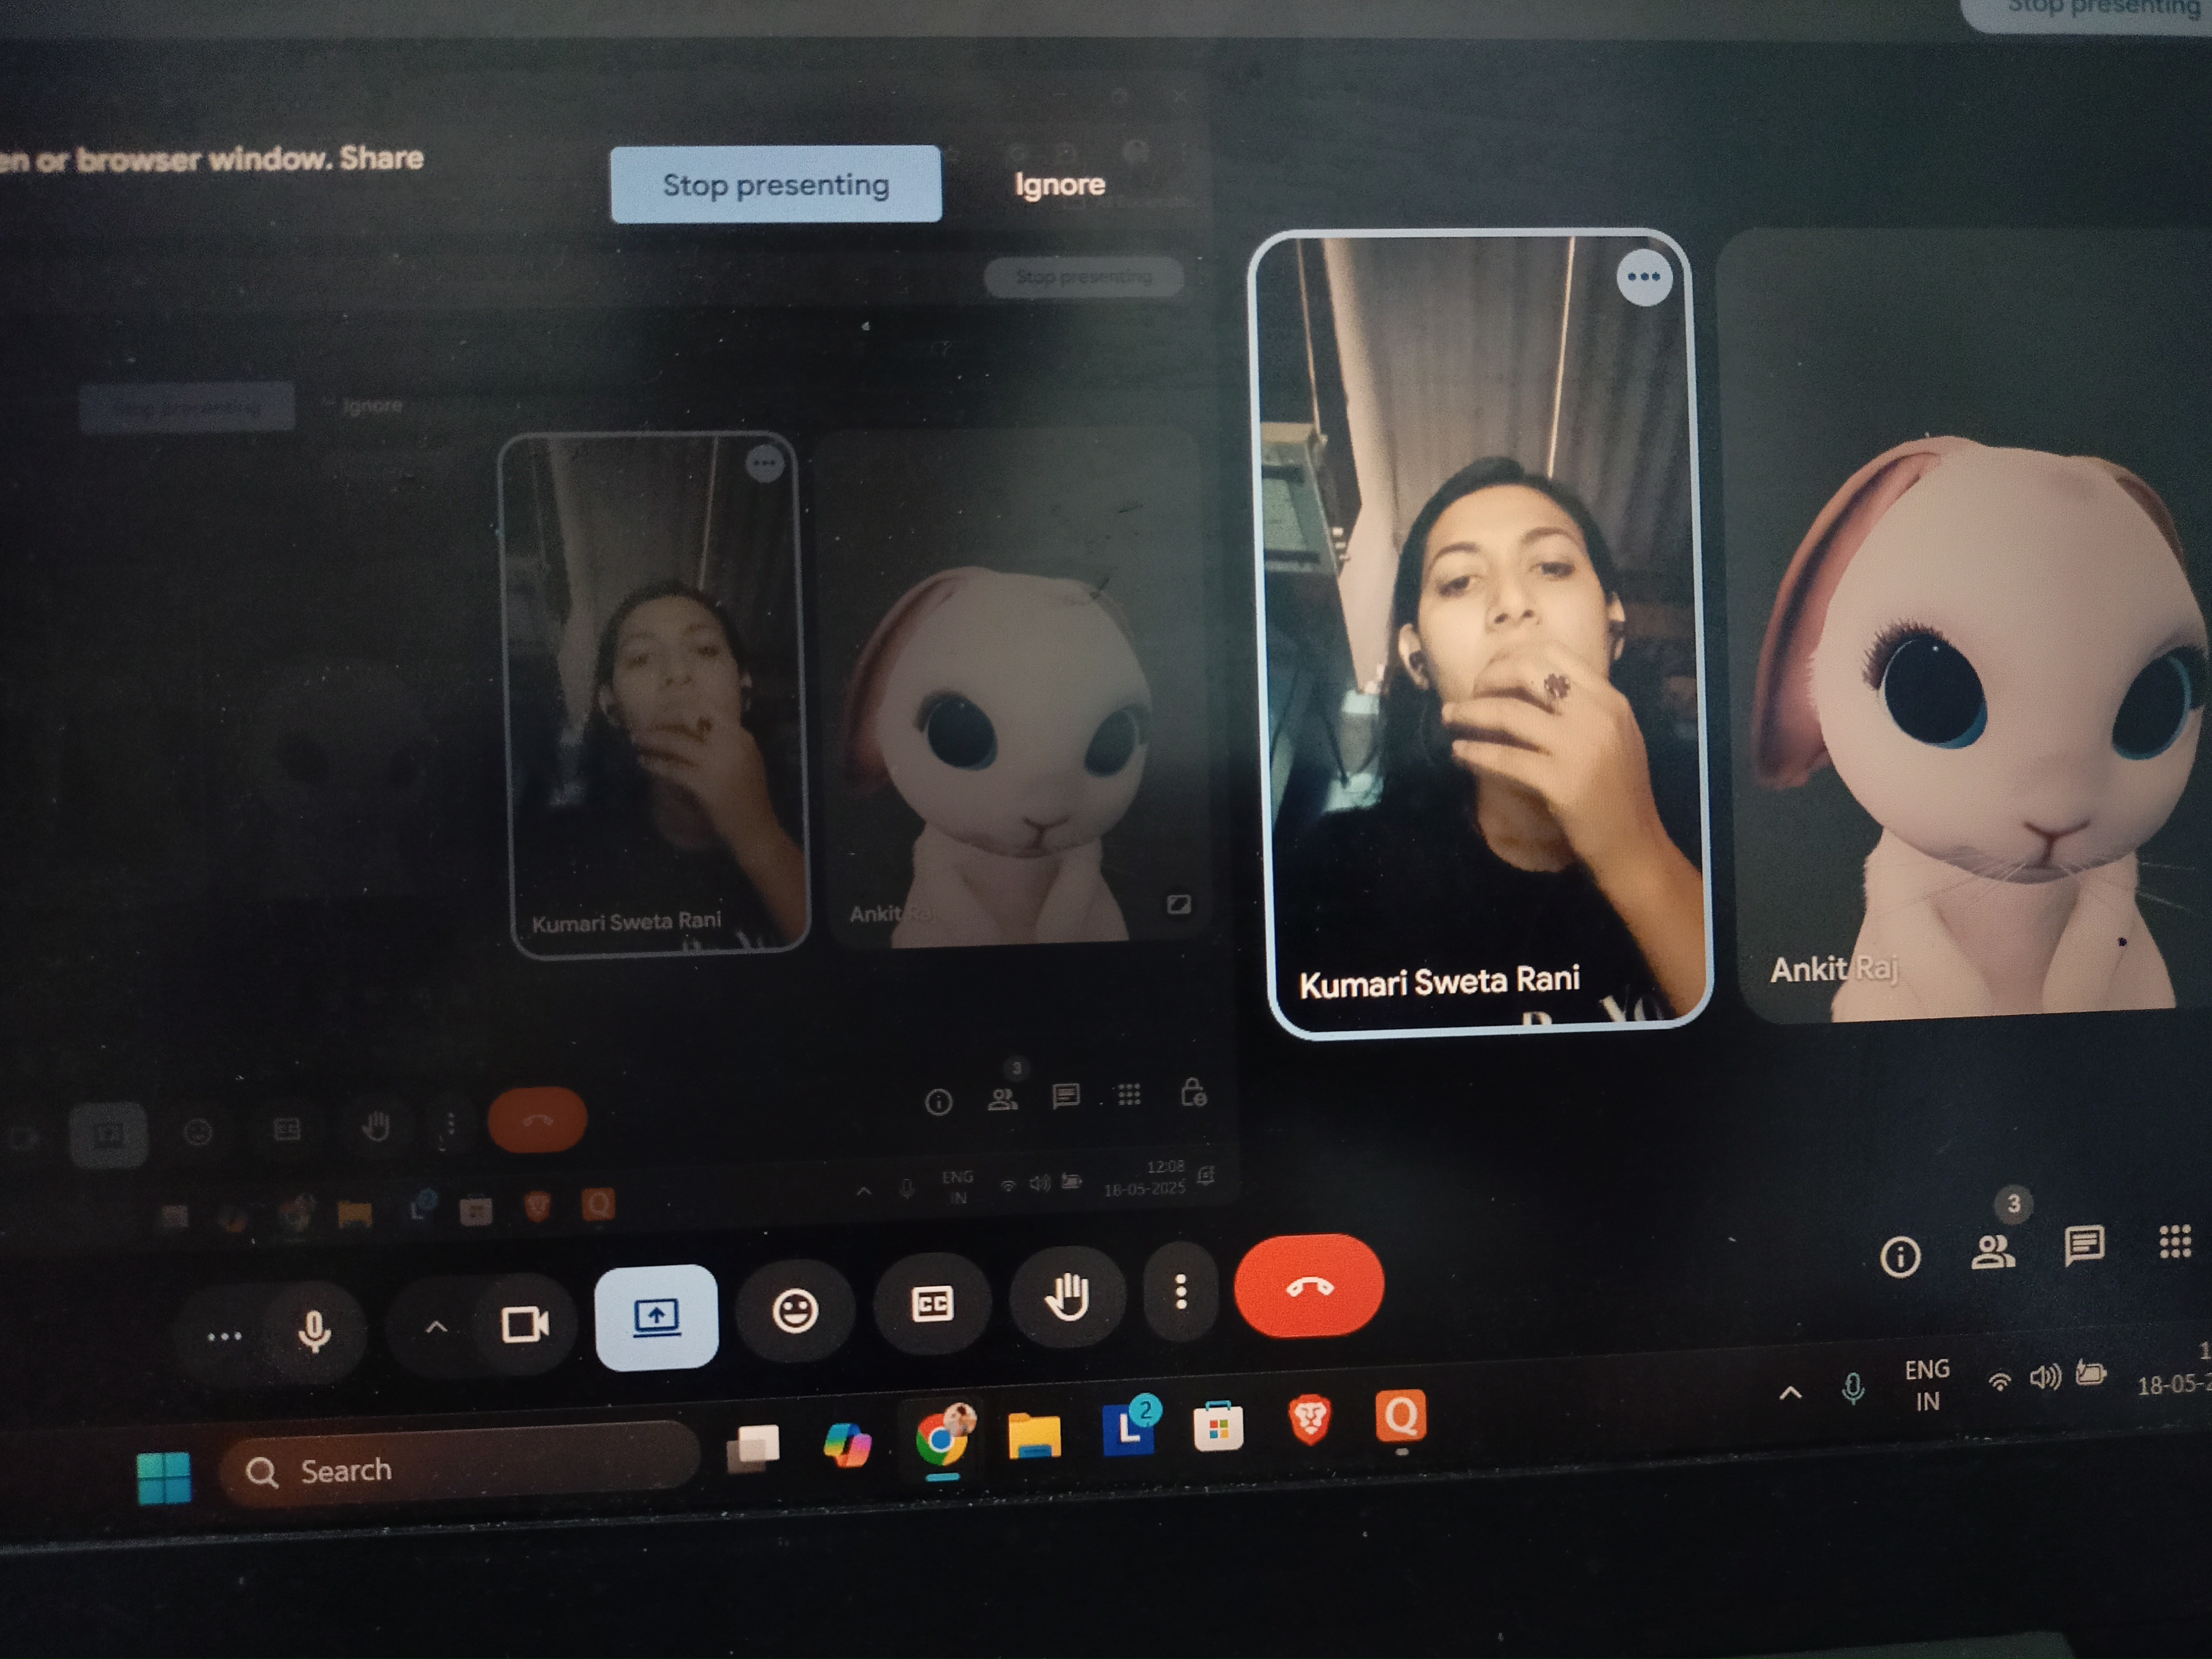 Stop presenting
en or browser window. Share
Stop presenting
Ignore
Stop presenting
Stop presenting
Ignore
Kumari Sweta Rani
Ankit Raj
Kumari Sweta Rani
Ankit Raj
3
12:08
ENG
IN
18-05-2025
3
CC
ENG
IN
18-05-2
Search
L
2
Q